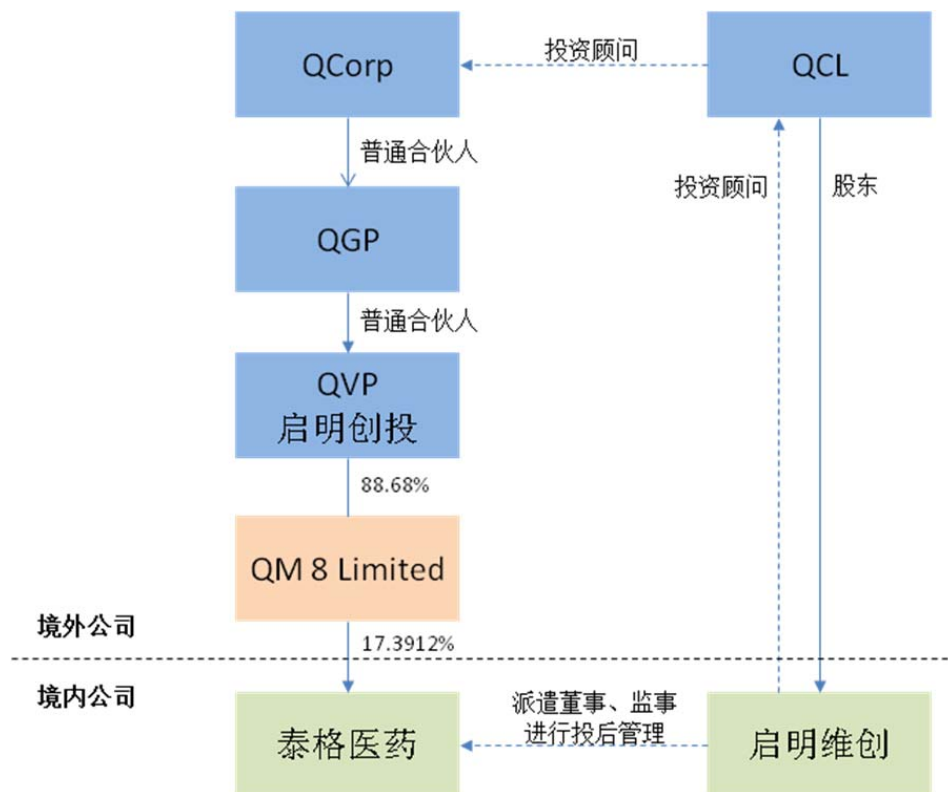 QCorp
投资顾问
QCL
普通合伙人
投资顾问
股东
QGP
普通合伙人
QVP
启明创投
88.68%
QM 8 Limited
境外公司
17.3912%
境内公司
泰格医药
派遣董事、监事
进行投后管理
启明维创